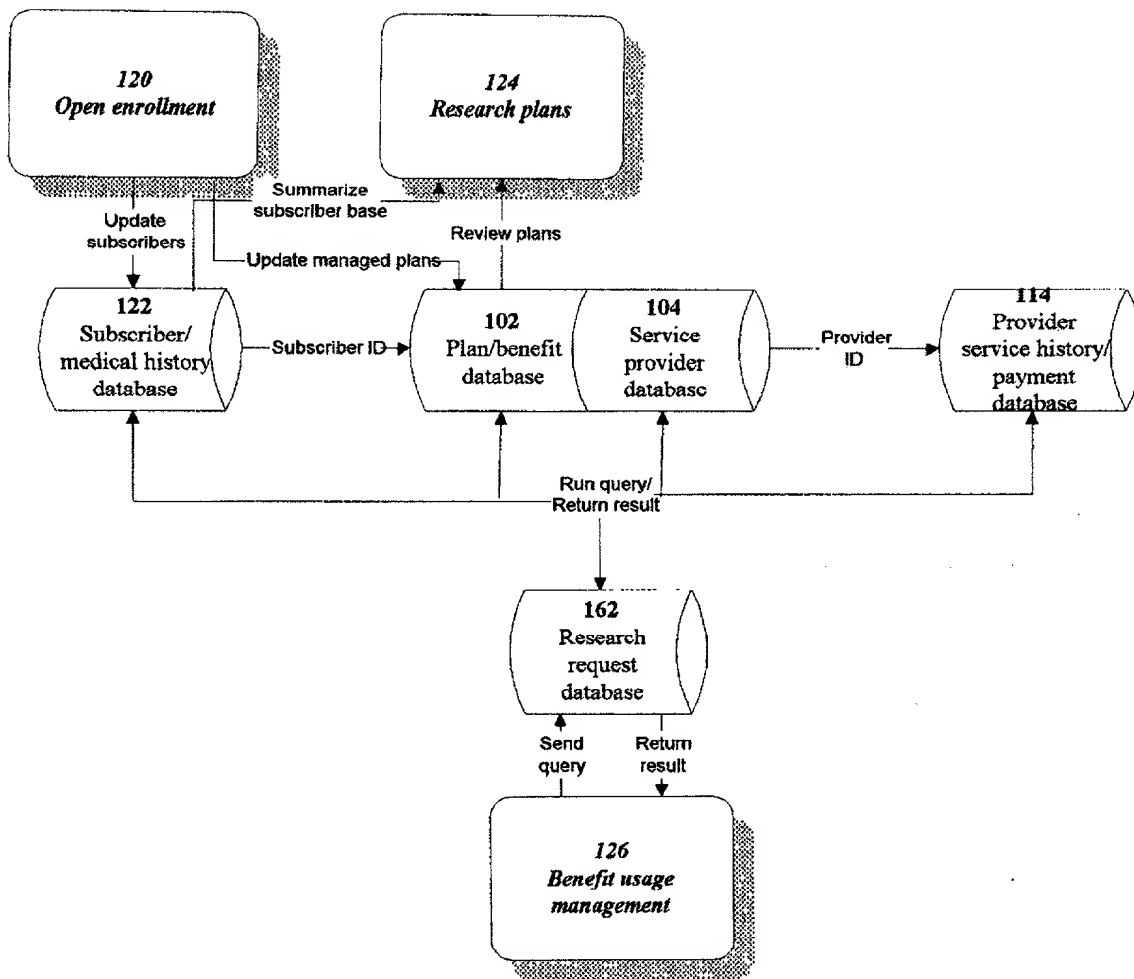 120
Open enrollment
124
Research plans
Summarize
subscriber base
Update
subscribers
Review plans
Update managed plans
122
Subscriber/
medical history
database
Subscriber ID
102
Plan/benefit
database
104
Service
provider
database
Provider
ID
114
Provider
service history/
payment
database
Run query/
Return result
162
Research
request
database
Send
query
Return
result
126
Benefit usage
management